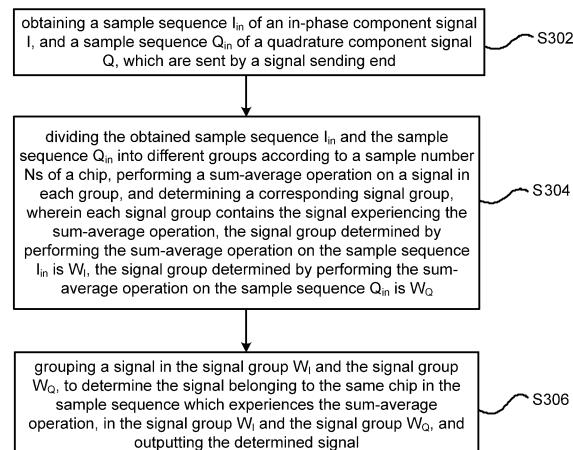 obtaining a sample sequence Iin of an in-phase component signal
I, and a sample sequence Qin of a quadrature component signal
Q, which are sent by a signal sending end
S302
dividing the obtained sample sequence Iin and the sample
sequence Qin into different groups according to a sample number
Ns of a chip, performing a sum-average operation on a signal in
each group, and determining a corresponding signal group,
wherein each signal group contains the signal experiencing the
sum-average operation, the signal group determined by
performing the sum-average operation on the sample sequence
Iin is WI, the signal group determined by performing the sum-
average operation on the sample sequence Qin is WQ
S304
grouping a signal in the signal group WI and the signal group
WQ, to determine the signal belonging to the same chip in the
sample sequence which experiences the sum-average
operation, in the signal group WI and the signal group WQ, and
outputting the determined signal
S306